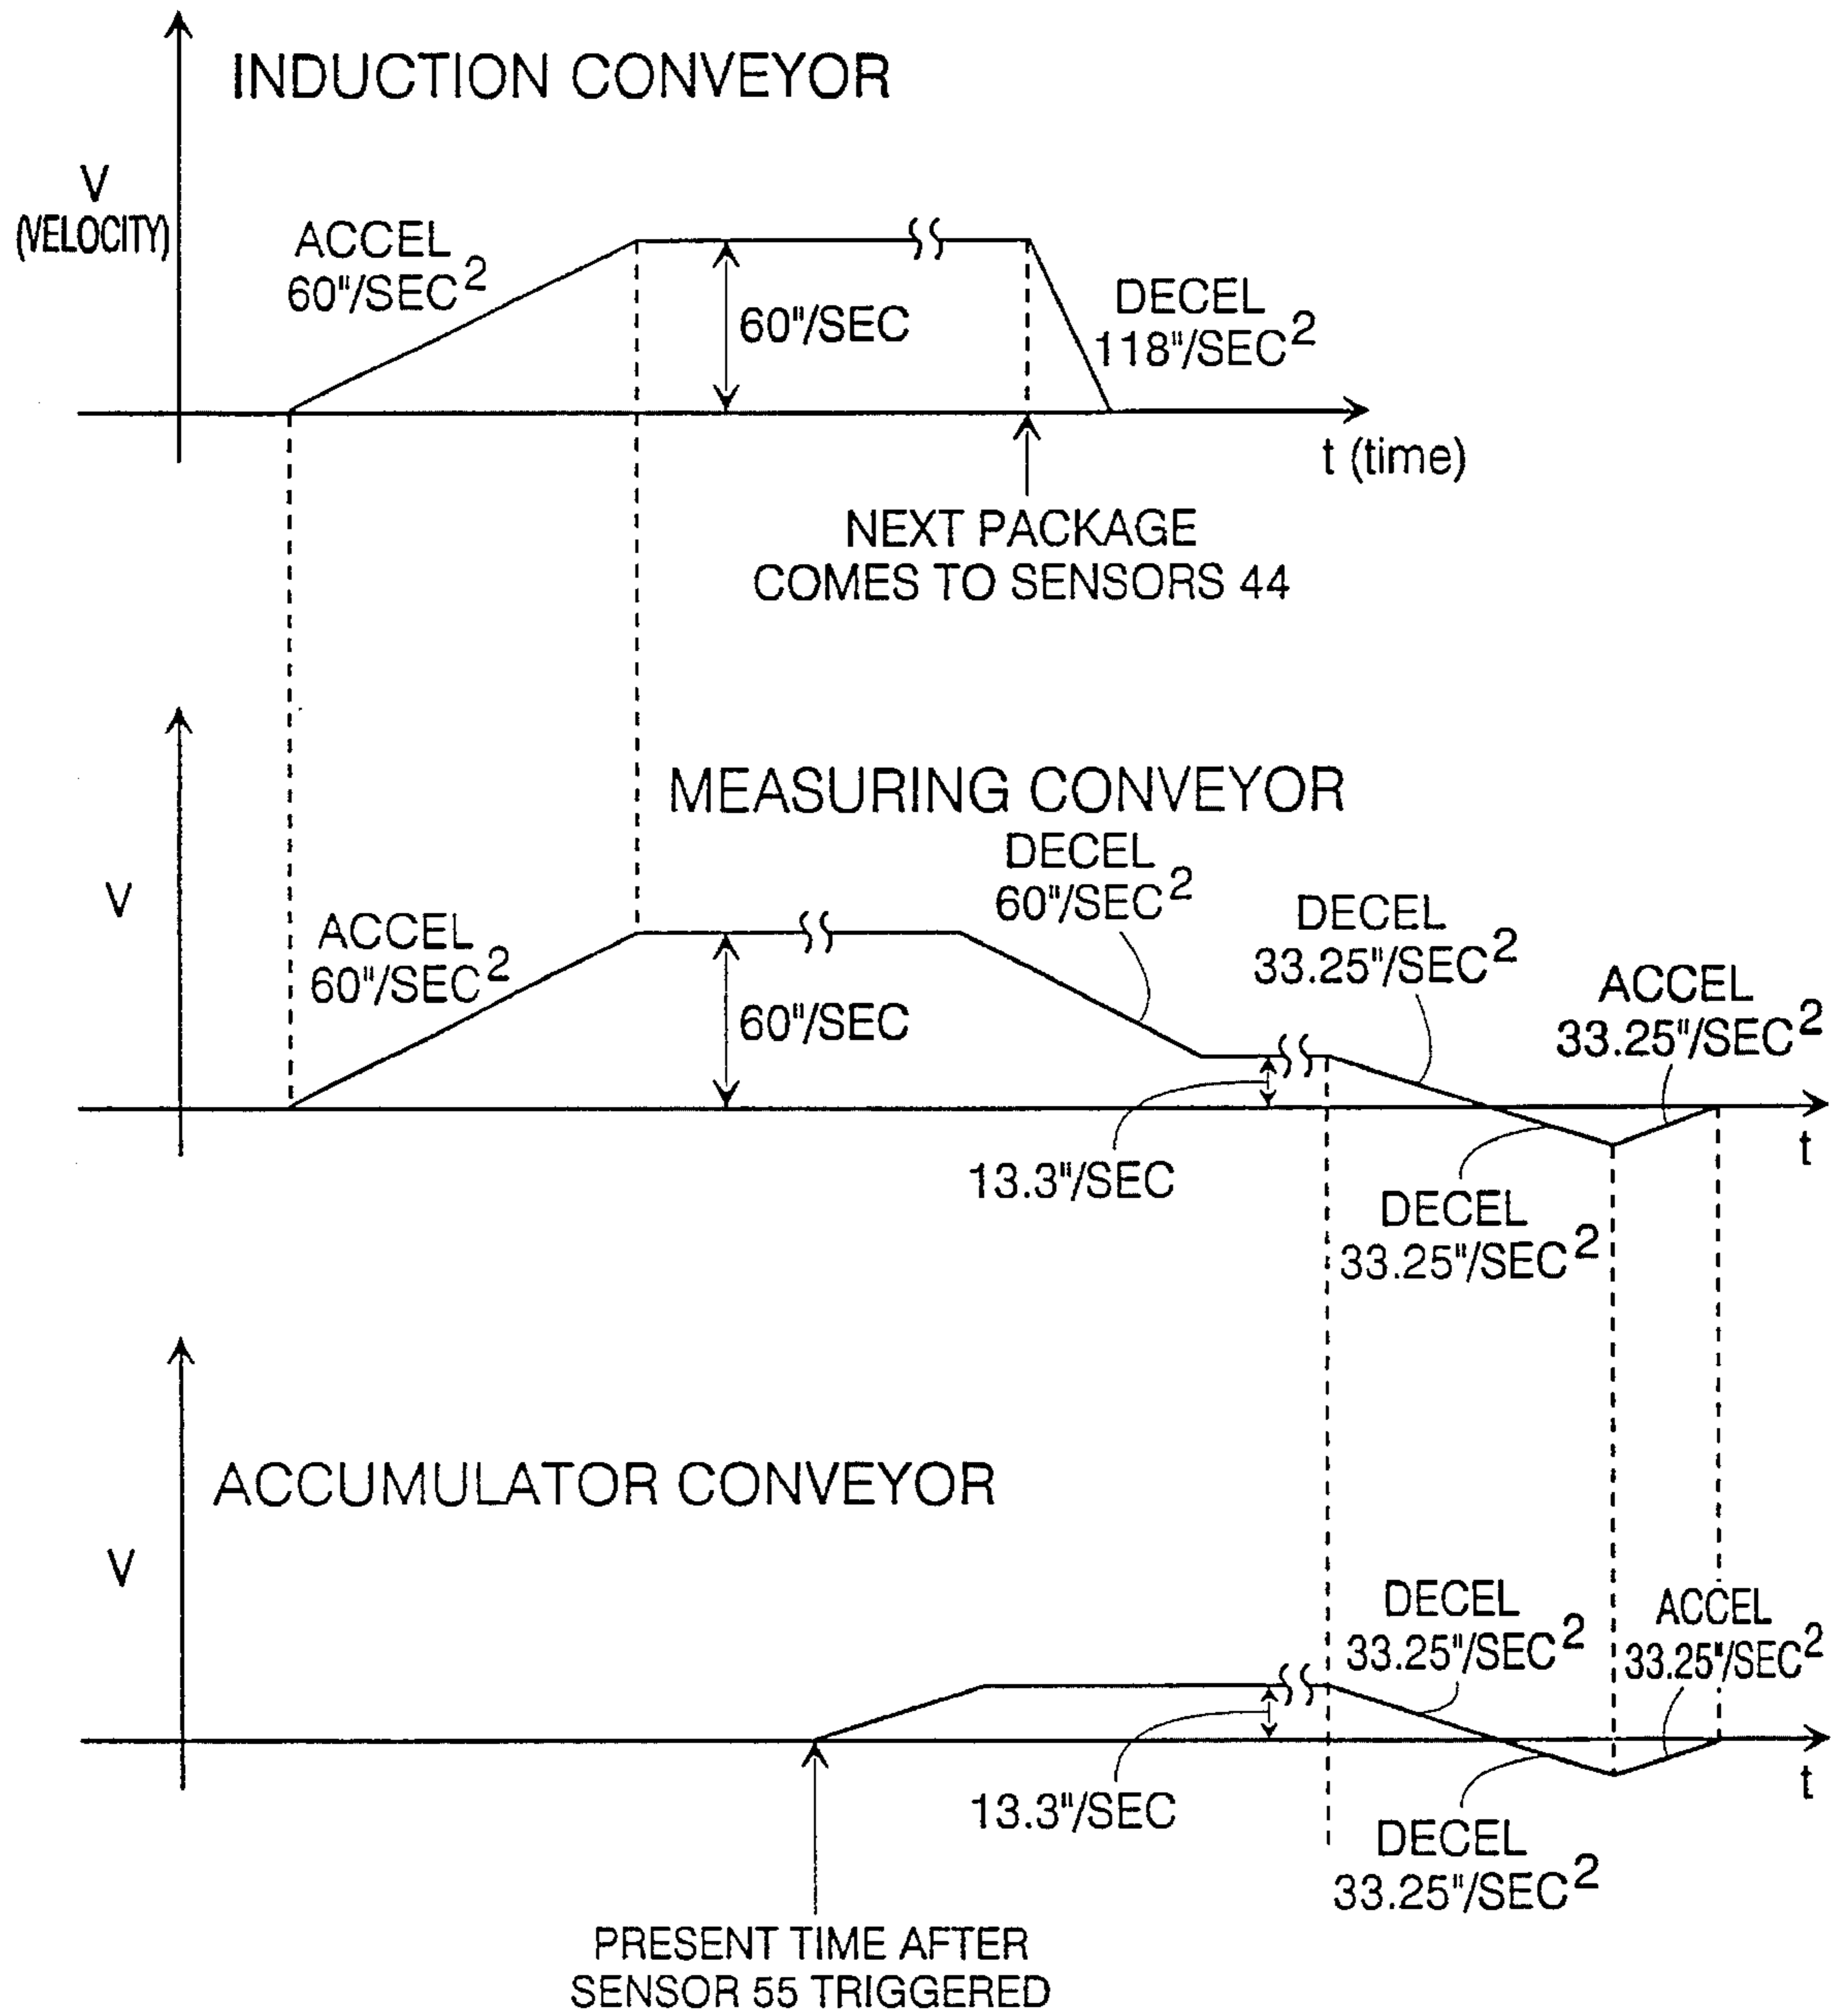 INDUCTION CONVEYOR
V
(VELOCITY)
ACCEL
60"/SEC²
60"/SEC
DECEL
118"/SEC²
t (time)
NEXT PACKAGE
COMES TO SENSORS 44
MEASURING CONVEYOR
V
ACCEL
60"/SEC²
60"/SEC
DECEL
60"/SEC²
DECEL
33.25"/SEC²
ACCEL
33.25"/SEC²
13.3"/SEC
DECEL
33.25"/SEC²
t
ACCUMULATOR CONVEYOR
V
DECEL
33.25"/SEC²
ACCEL
33.25"/SEC²
13.3"/SEC
DECEL
33.25"/SEC²
t
PRESENT TIME AFTER
SENSOR 55 TRIGGERED